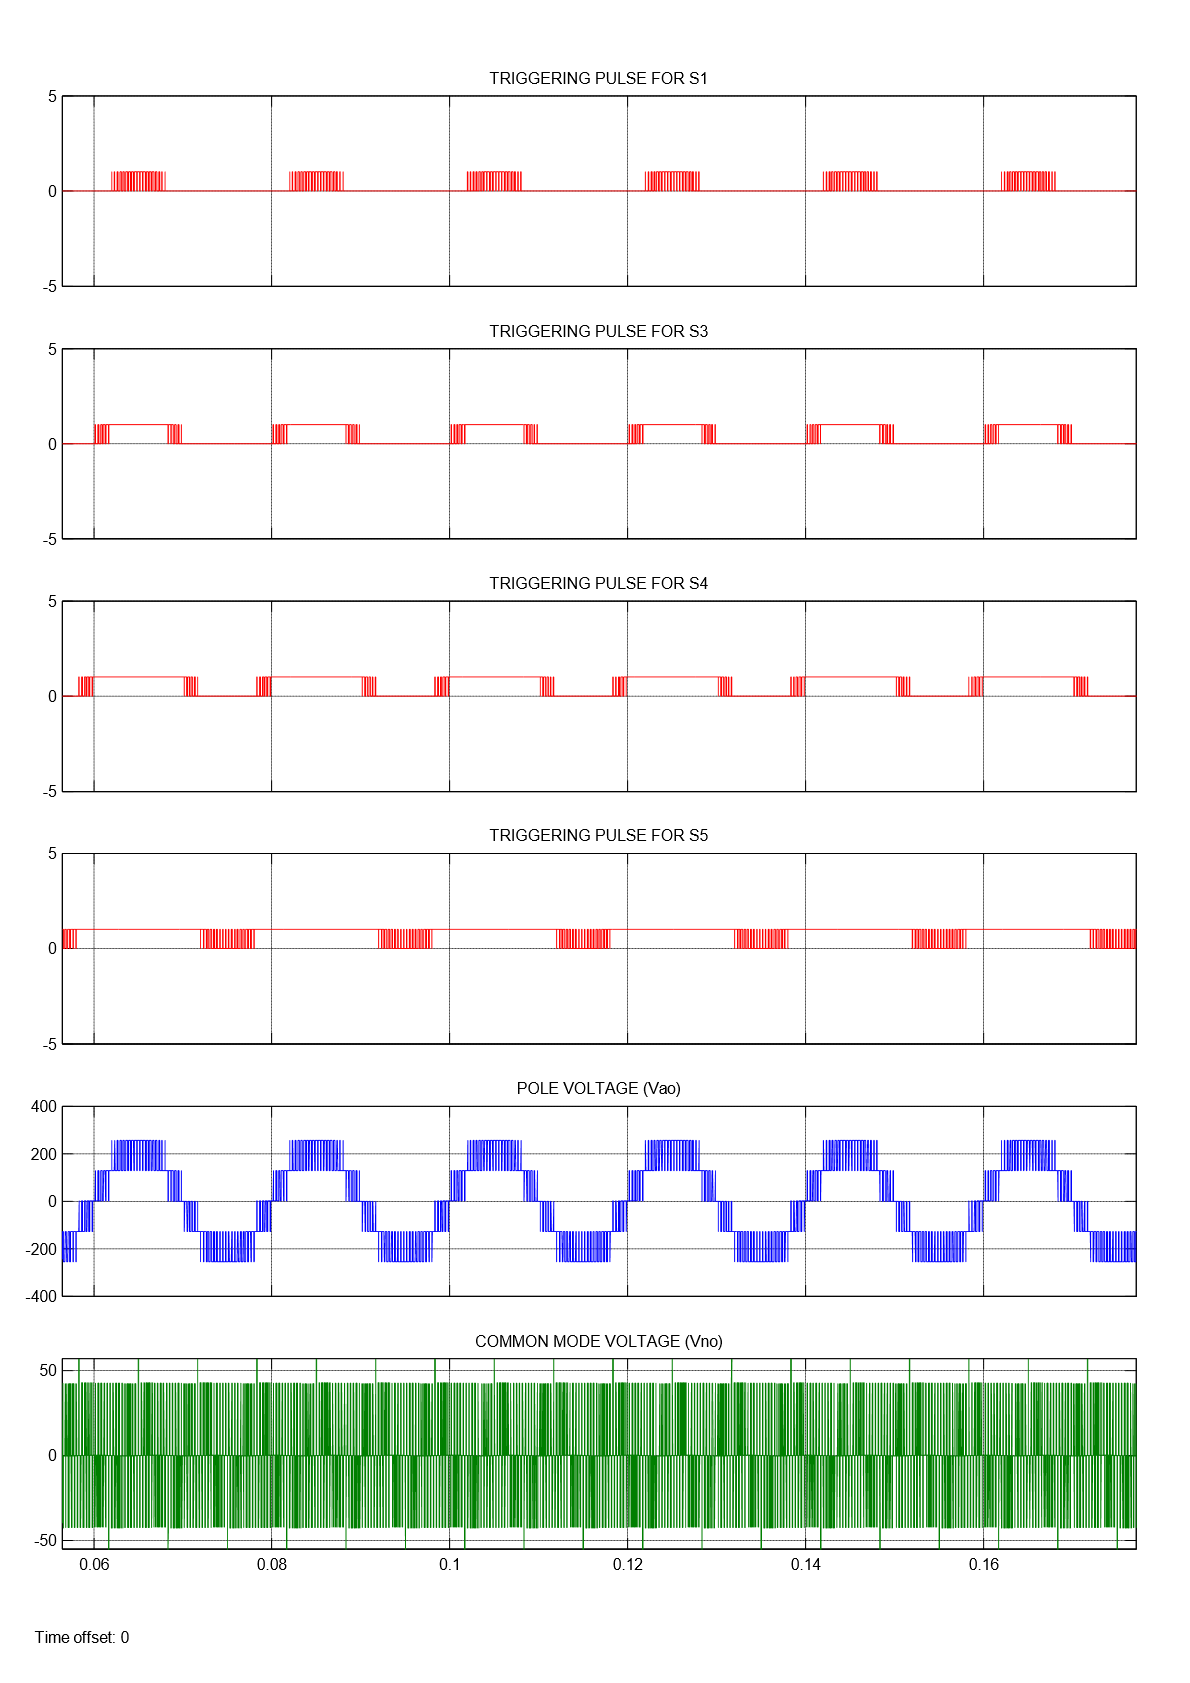 TRIGGERING PULSE FOR S1
5
0
-5
TRIGGERING PULSE FOR S3
5
0
-5
TRIGGERING PULSE FOR S4
5
0
-5
TRIGGERING PULSE FOR S5
5
0
-5
POLE VOLTAGE (Vao)
400
200
0
-200
-400
COMMON MODE VOLTAGE (Vno)
50
0
-50
0.06 0.08 0.1 0.12 0.14 0.16
Time offset: 0